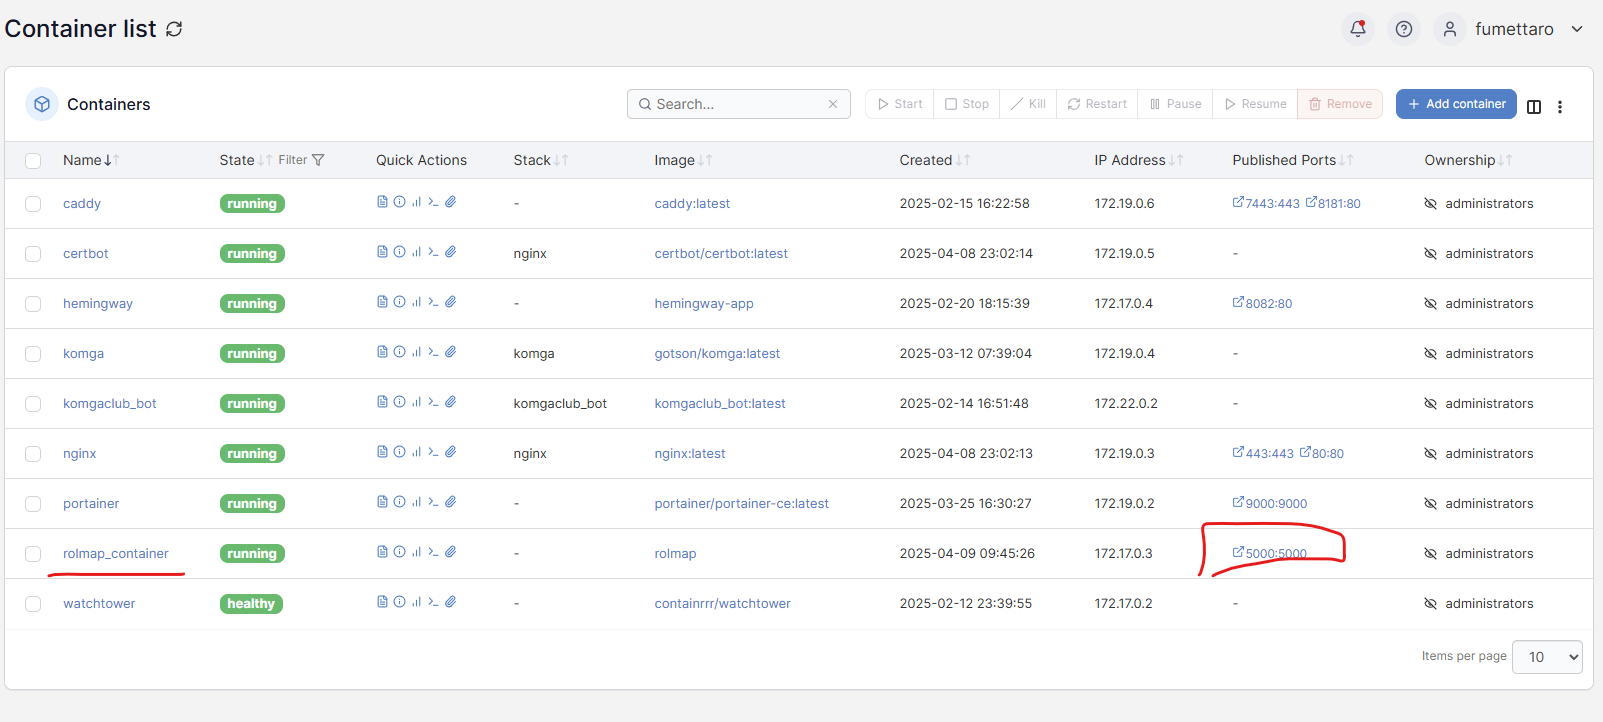 Container list
fumettaro
Containers
Search...
Start Stop Kill Restart Pause Resume Remove
Add container
Name State Filter Quick Actions Stack Image Created IP Address Published Ports Ownership
caddy running - caddy:latest 2025-02-15 16:22:58 172.19.0.6 7443:443 8181:80 administrators
certbot running nginx certbot/certbot:latest 2025-04-08 23:02:14 172.19.0.5 - administrators
hemingway running - hemingway-app 2025-02-20 18:15:39 172.17.0.4 8082:80 administrators
komga running komga gotson/komga:latest 2025-03-12 07:39:04 172.19.0.4 - administrators
komgaclub_bot running komgaclub_bot komgaclub_bot:latest 2025-02-14 16:51:48 172.22.0.2 - administrators
nginx running nginx nginx:latest 2025-04-08 23:02:13 172.19.0.3 443:443 80:80 administrators
portainer running - portainer/portainer-ce:latest 2025-03-25 16:30:27 172.19.0.2 9000:9000 administrators
rolmap_container running - rolmap 2025-04-09 09:45:26 172.17.0.3 5000:5000 administrators
watchtower healthy - containrrr/watchtower 2025-02-12 23:39:55 172.17.0.2 - administrators
Items per page 10